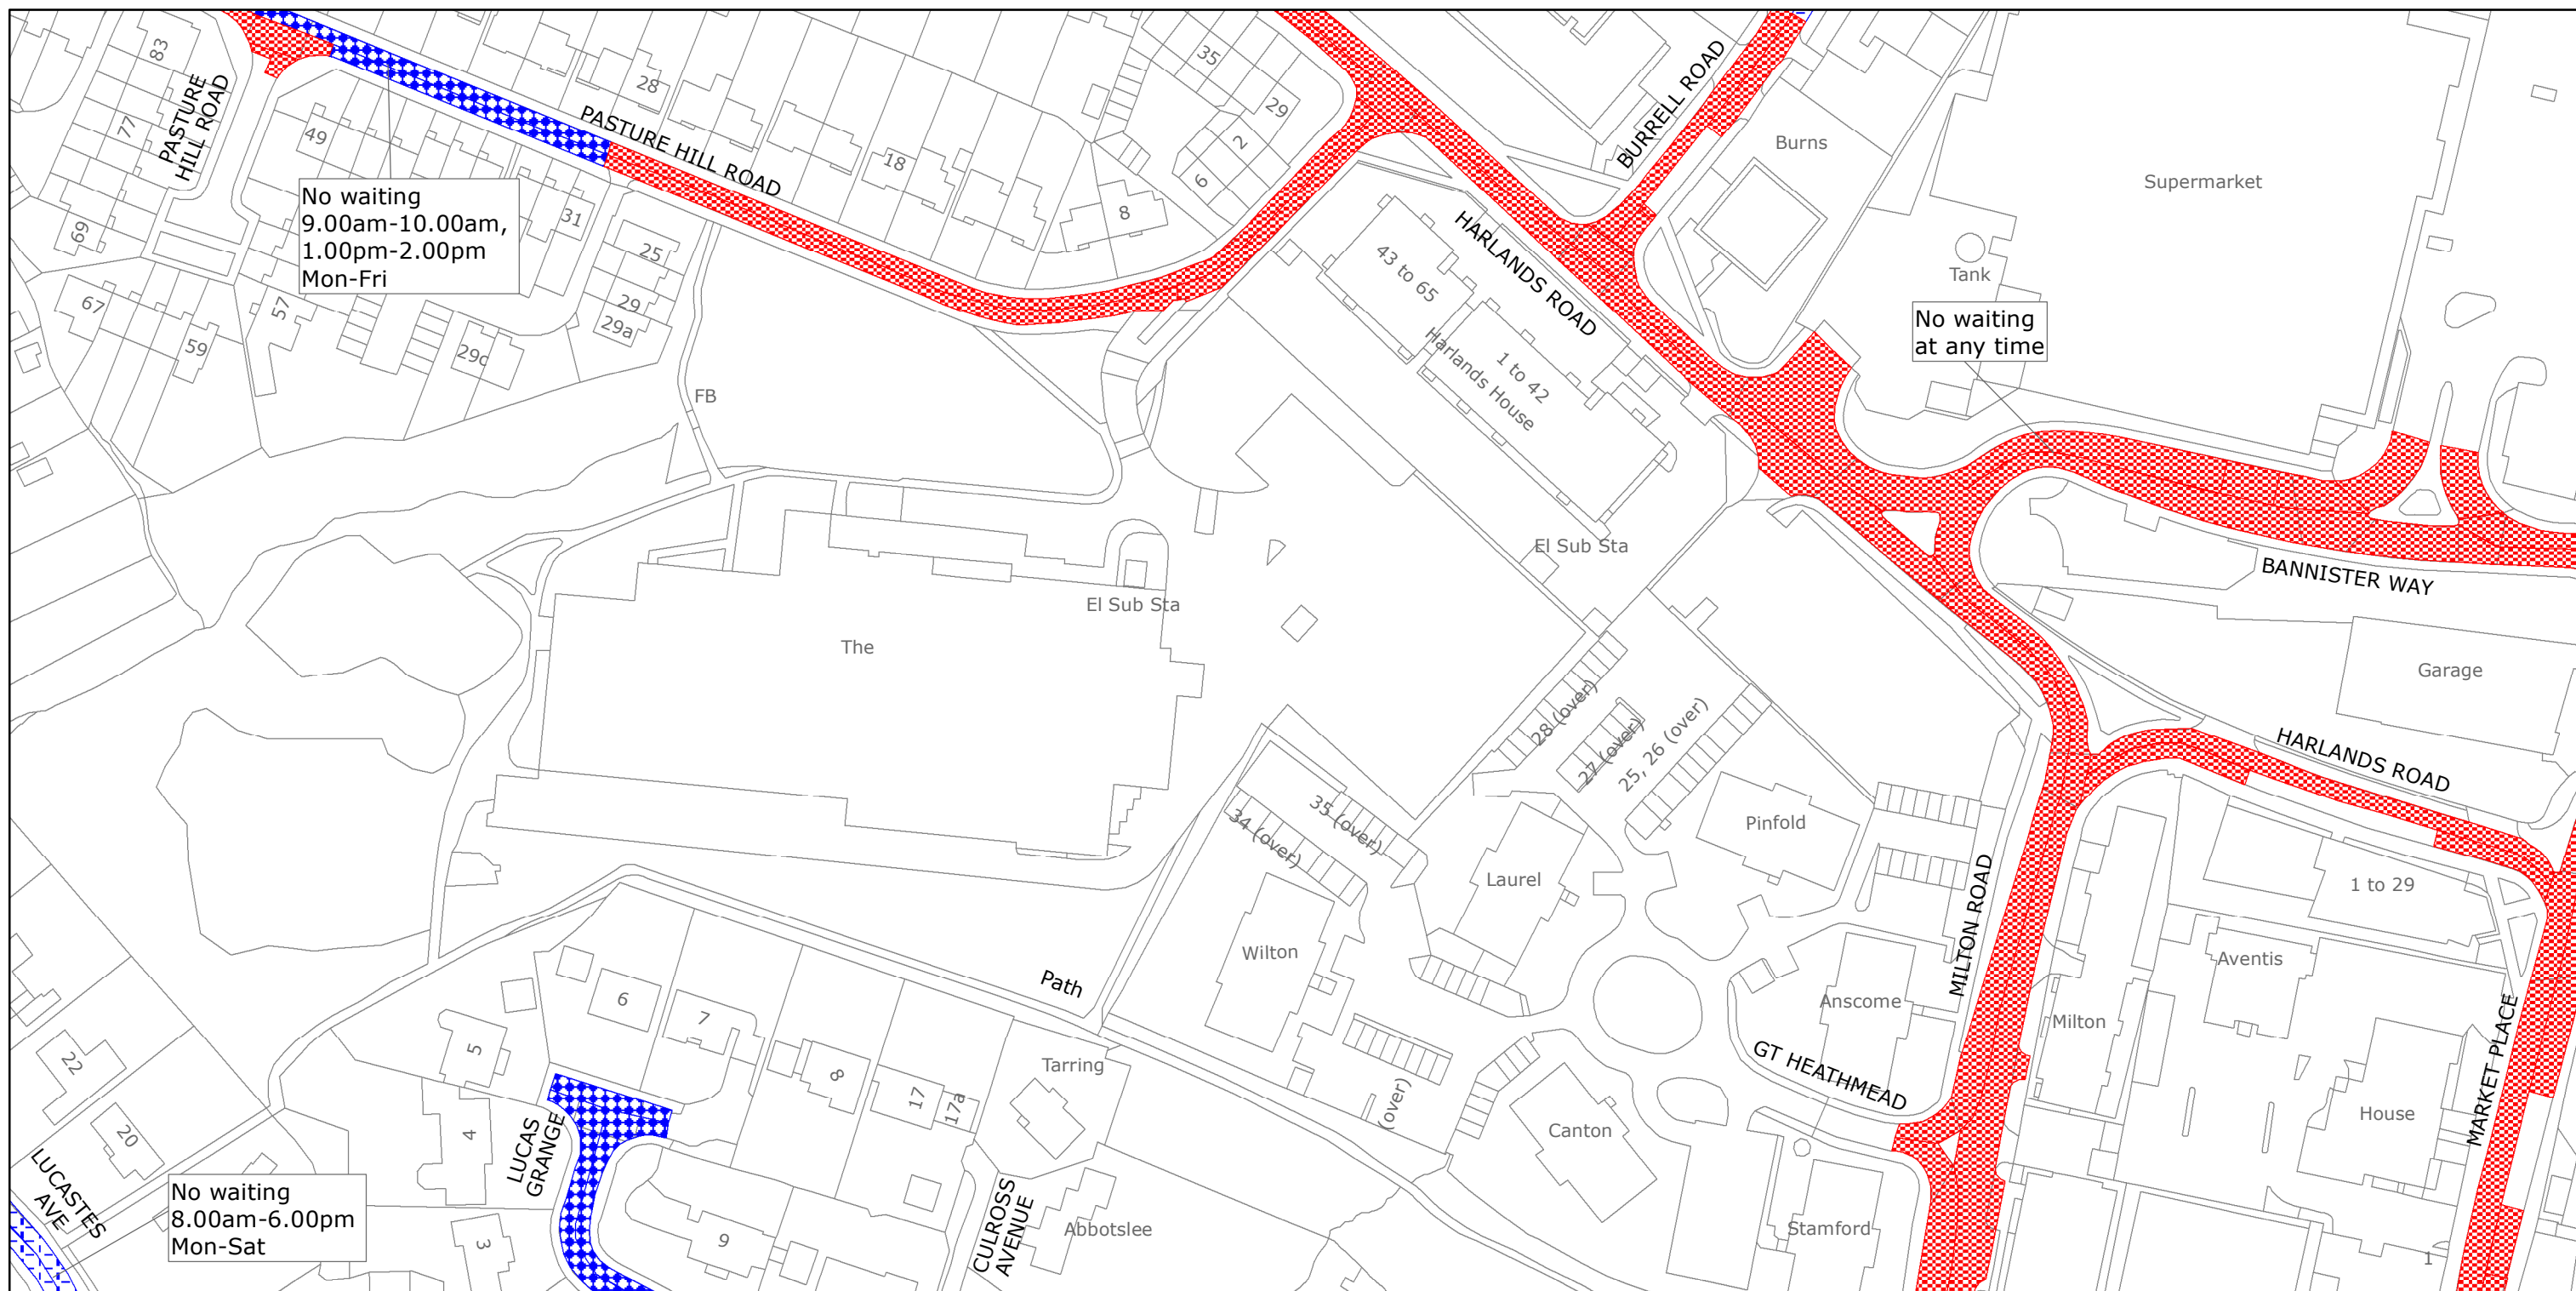 83
77
69
PASTURE
HILL ROAD
49
No waiting
9.00am-10.00am,
1.00pm-2.00pm
Mon-Fri
28
PASTURE HILL ROAD
18
8
35
29
2
6
31
25
29
29a
29c
57
59
67
FB
BURRELL ROAD
Burns
Supermarket
Tank
No waiting
at any time
HARLANDS ROAD
43 to 65
1 to 42
Harlands House
El Sub Sta
El Sub Sta
The
BANNISTER WAY
Garage
HARLANDS ROAD
28 (over)
27 (over)
25, 26 (over)
35 (over)
34 (over)
Pinfold
Laurel
Wilton
MILTON ROAD
1 to 29
Aventis
Anscome
Milton
MARKET PLACE
GT HEATHMEAD
House
Canton
(over)
Stamford
1
Path
Tarring
6
7
5
8
17
17a
4
22
20
LUCAS
GRANGE
LUCASTES
AVE
No waiting
8.00am-6.00pm
Mon-Sat
3
9
CULROSS
AVENUE
Abbotslee